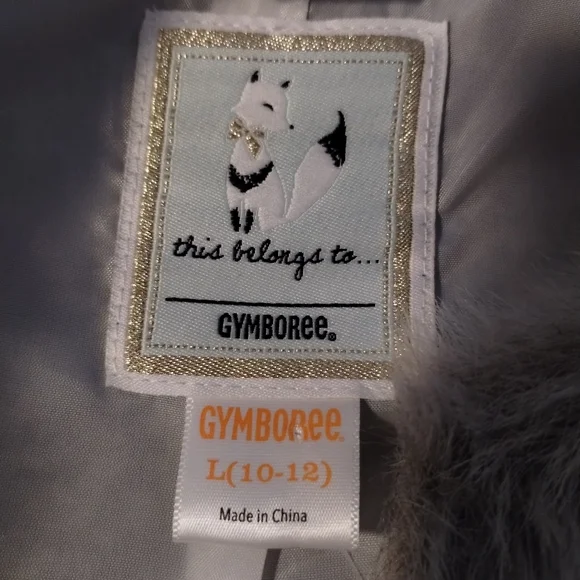 this belongs to...
GYMBOREE®
GYMBOREE®
L(10-12)
Made in China